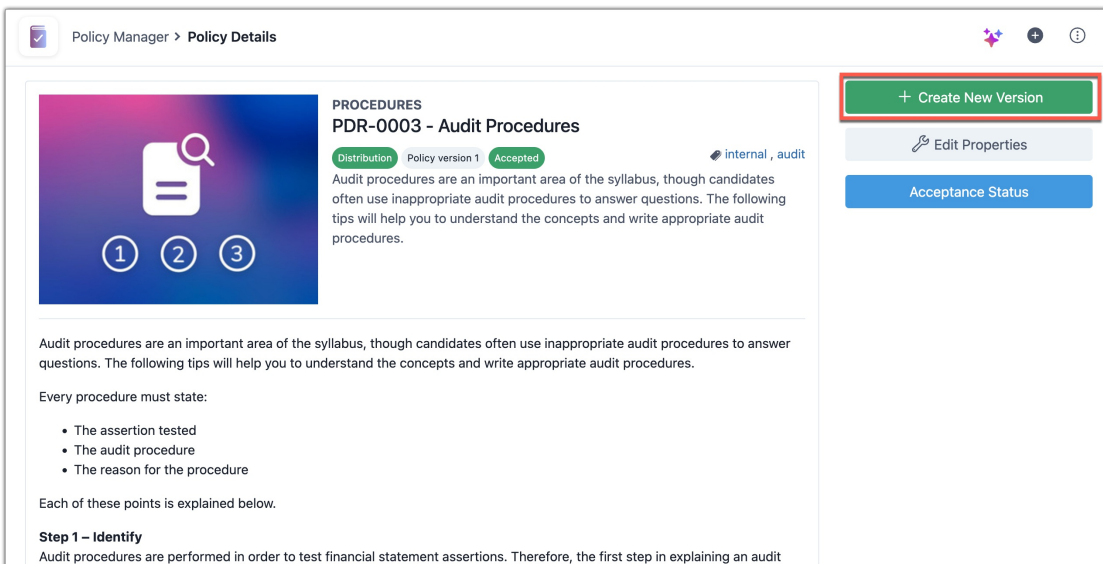 Policy Manager > Policy Details
PROCEDURES
PDR-0003 - Audit Procedures
Distribution Policy version 1 Accepted internal , audit
Audit procedures are an important area of the syllabus, though candidates
often use inappropriate audit procedures to answer questions. The following
tips will help you to understand the concepts and write appropriate audit
procedures.
1 2 3
+ Create New Version
Edit Properties
Acceptance Status
Audit procedures are an important area of the syllabus, though candidates often use inappropriate audit procedures to answer
questions. The following tips will help you to understand the concepts and write appropriate audit procedures.
Every procedure must state:
• The assertion tested
• The audit procedure
• The reason for the procedure
Each of these points is explained below.
Step 1 – Identify
Audit procedures are performed in order to test financial statement assertions. Therefore, the first step in explaining an audit